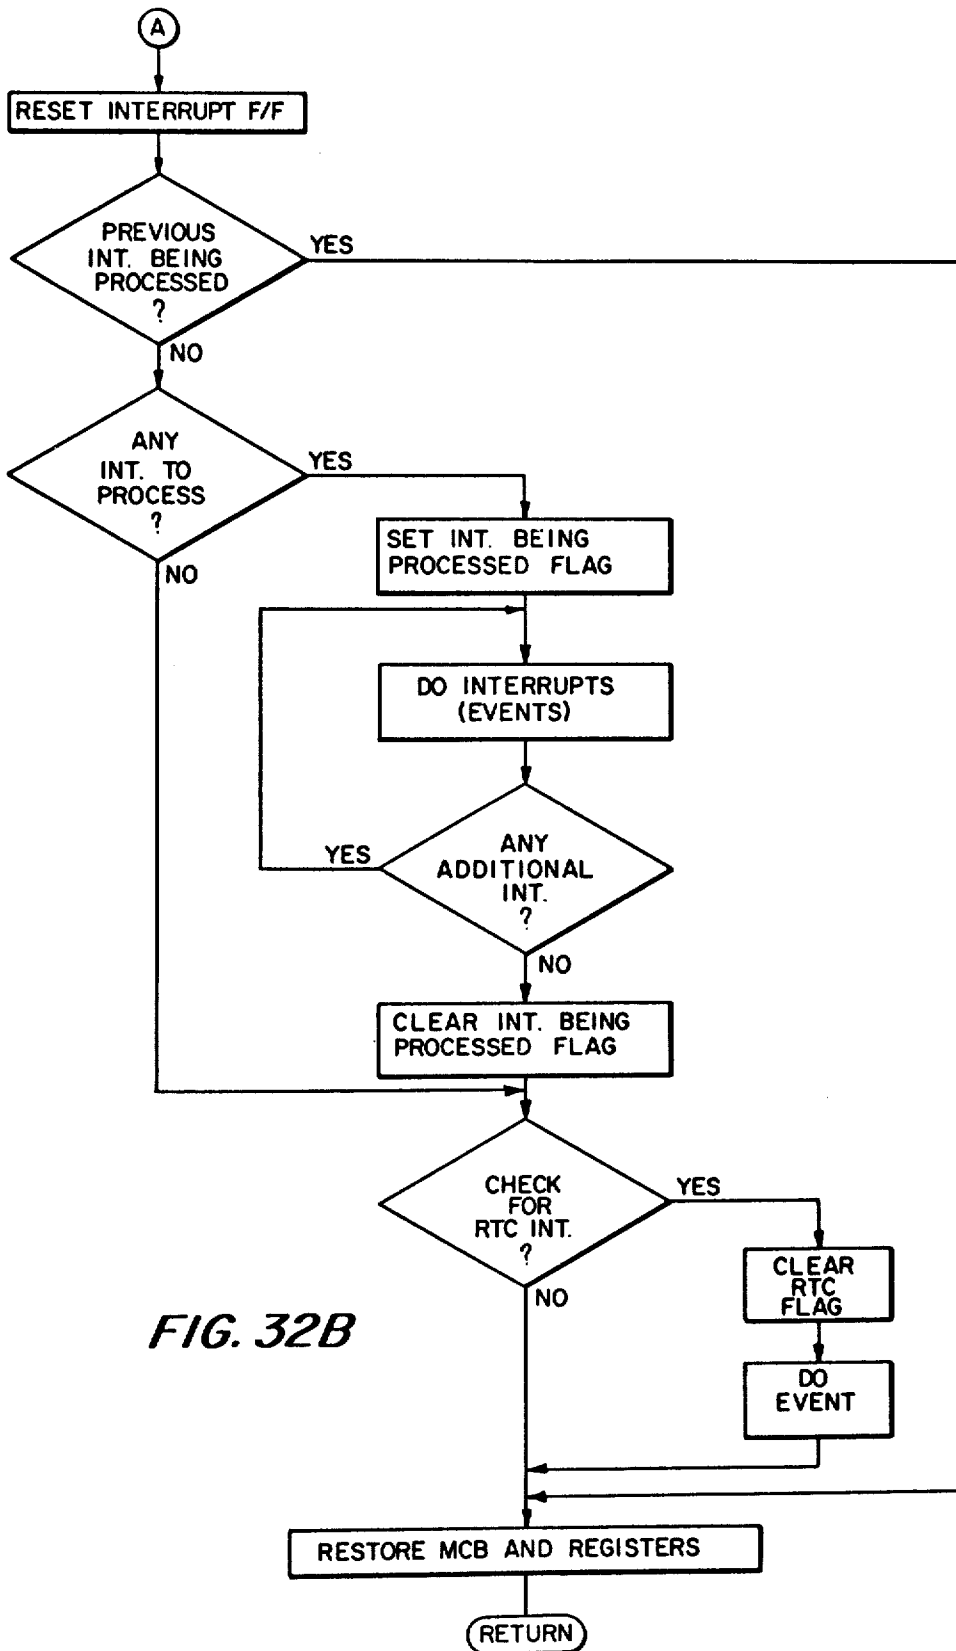 A
RESET INTERRUPT F/F
PREVIOUS
INT. BEING
PROCESSED
?
YES
NO
ANY
INT. TO
PROCESS
?
YES
NO
SET INT. BEING
PROCESSED FLAG
DO INTERRUPTS
(EVENTS)
ANY
ADDITIONAL
INT.
?
YES
NO
CLEAR INT. BEING
PROCESSED FLAG
CHECK
FOR
RTC INT.
?
YES
NO
CLEAR
RTC
FLAG
DO
EVENT
FIG. 32B
RESTORE MCB AND REGISTERS
RETURN